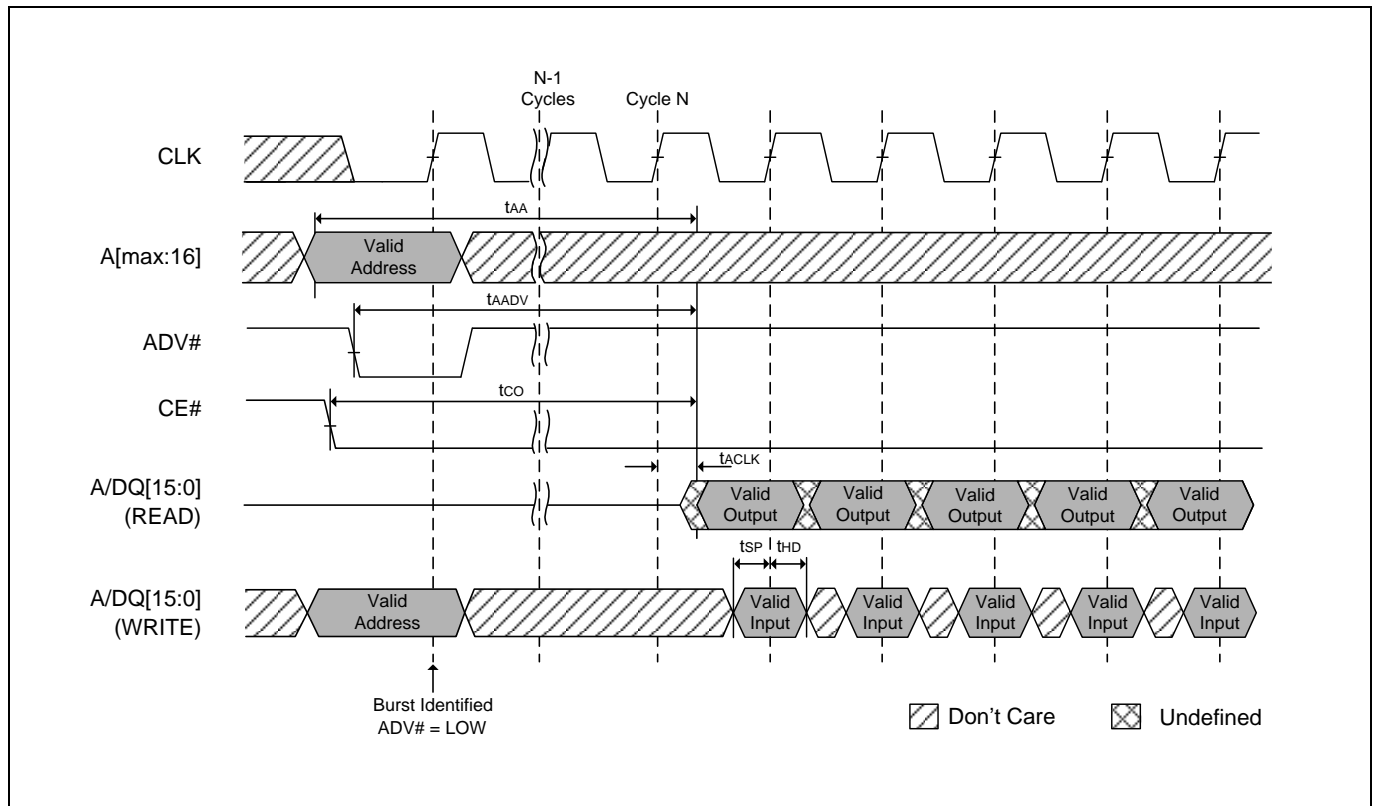 N-1
Cycles
Cycle N
CLK
tAA
A[max:16]
Valid
Address
tAADV
ADV#
tCO
CE#
tACLK
A/DQ[15:0]
(READ)
Valid
Output
Valid
Output
Valid
Output
Valid
Output
Valid
Output
tSP
tHD
A/DQ[15:0]
(WRITE)
Valid
Address
Valid
Input
Valid
Input
Valid
Input
Valid
Input
Valid
Input
Burst Identified
ADV# = LOW
Don't Care
Undefined